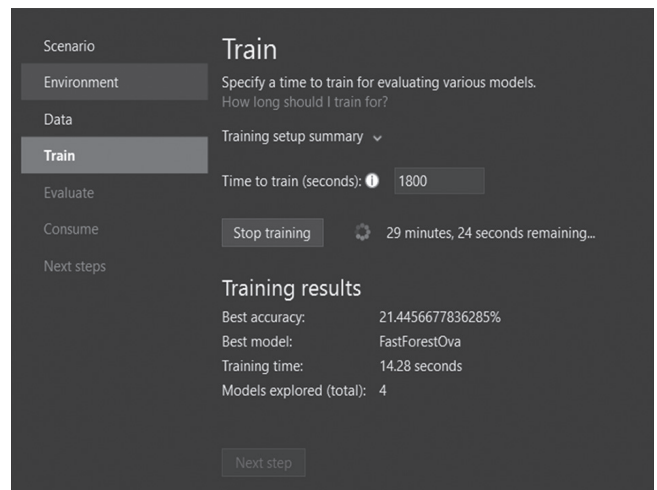 Scenario
Environment
Data
Train
Evaluate
Consume
Next steps
Train
Specify a time to train for evaluating various models.
How long should I train for?
Training setup summary
Time to train (seconds): 1800
Stop training 29 minutes, 24 seconds remaining...
Training results
Best accuracy: 21.4456677836285%
Best model: FastForestOva
Training time: 14.28 seconds
Models explored (total): 4
Next step